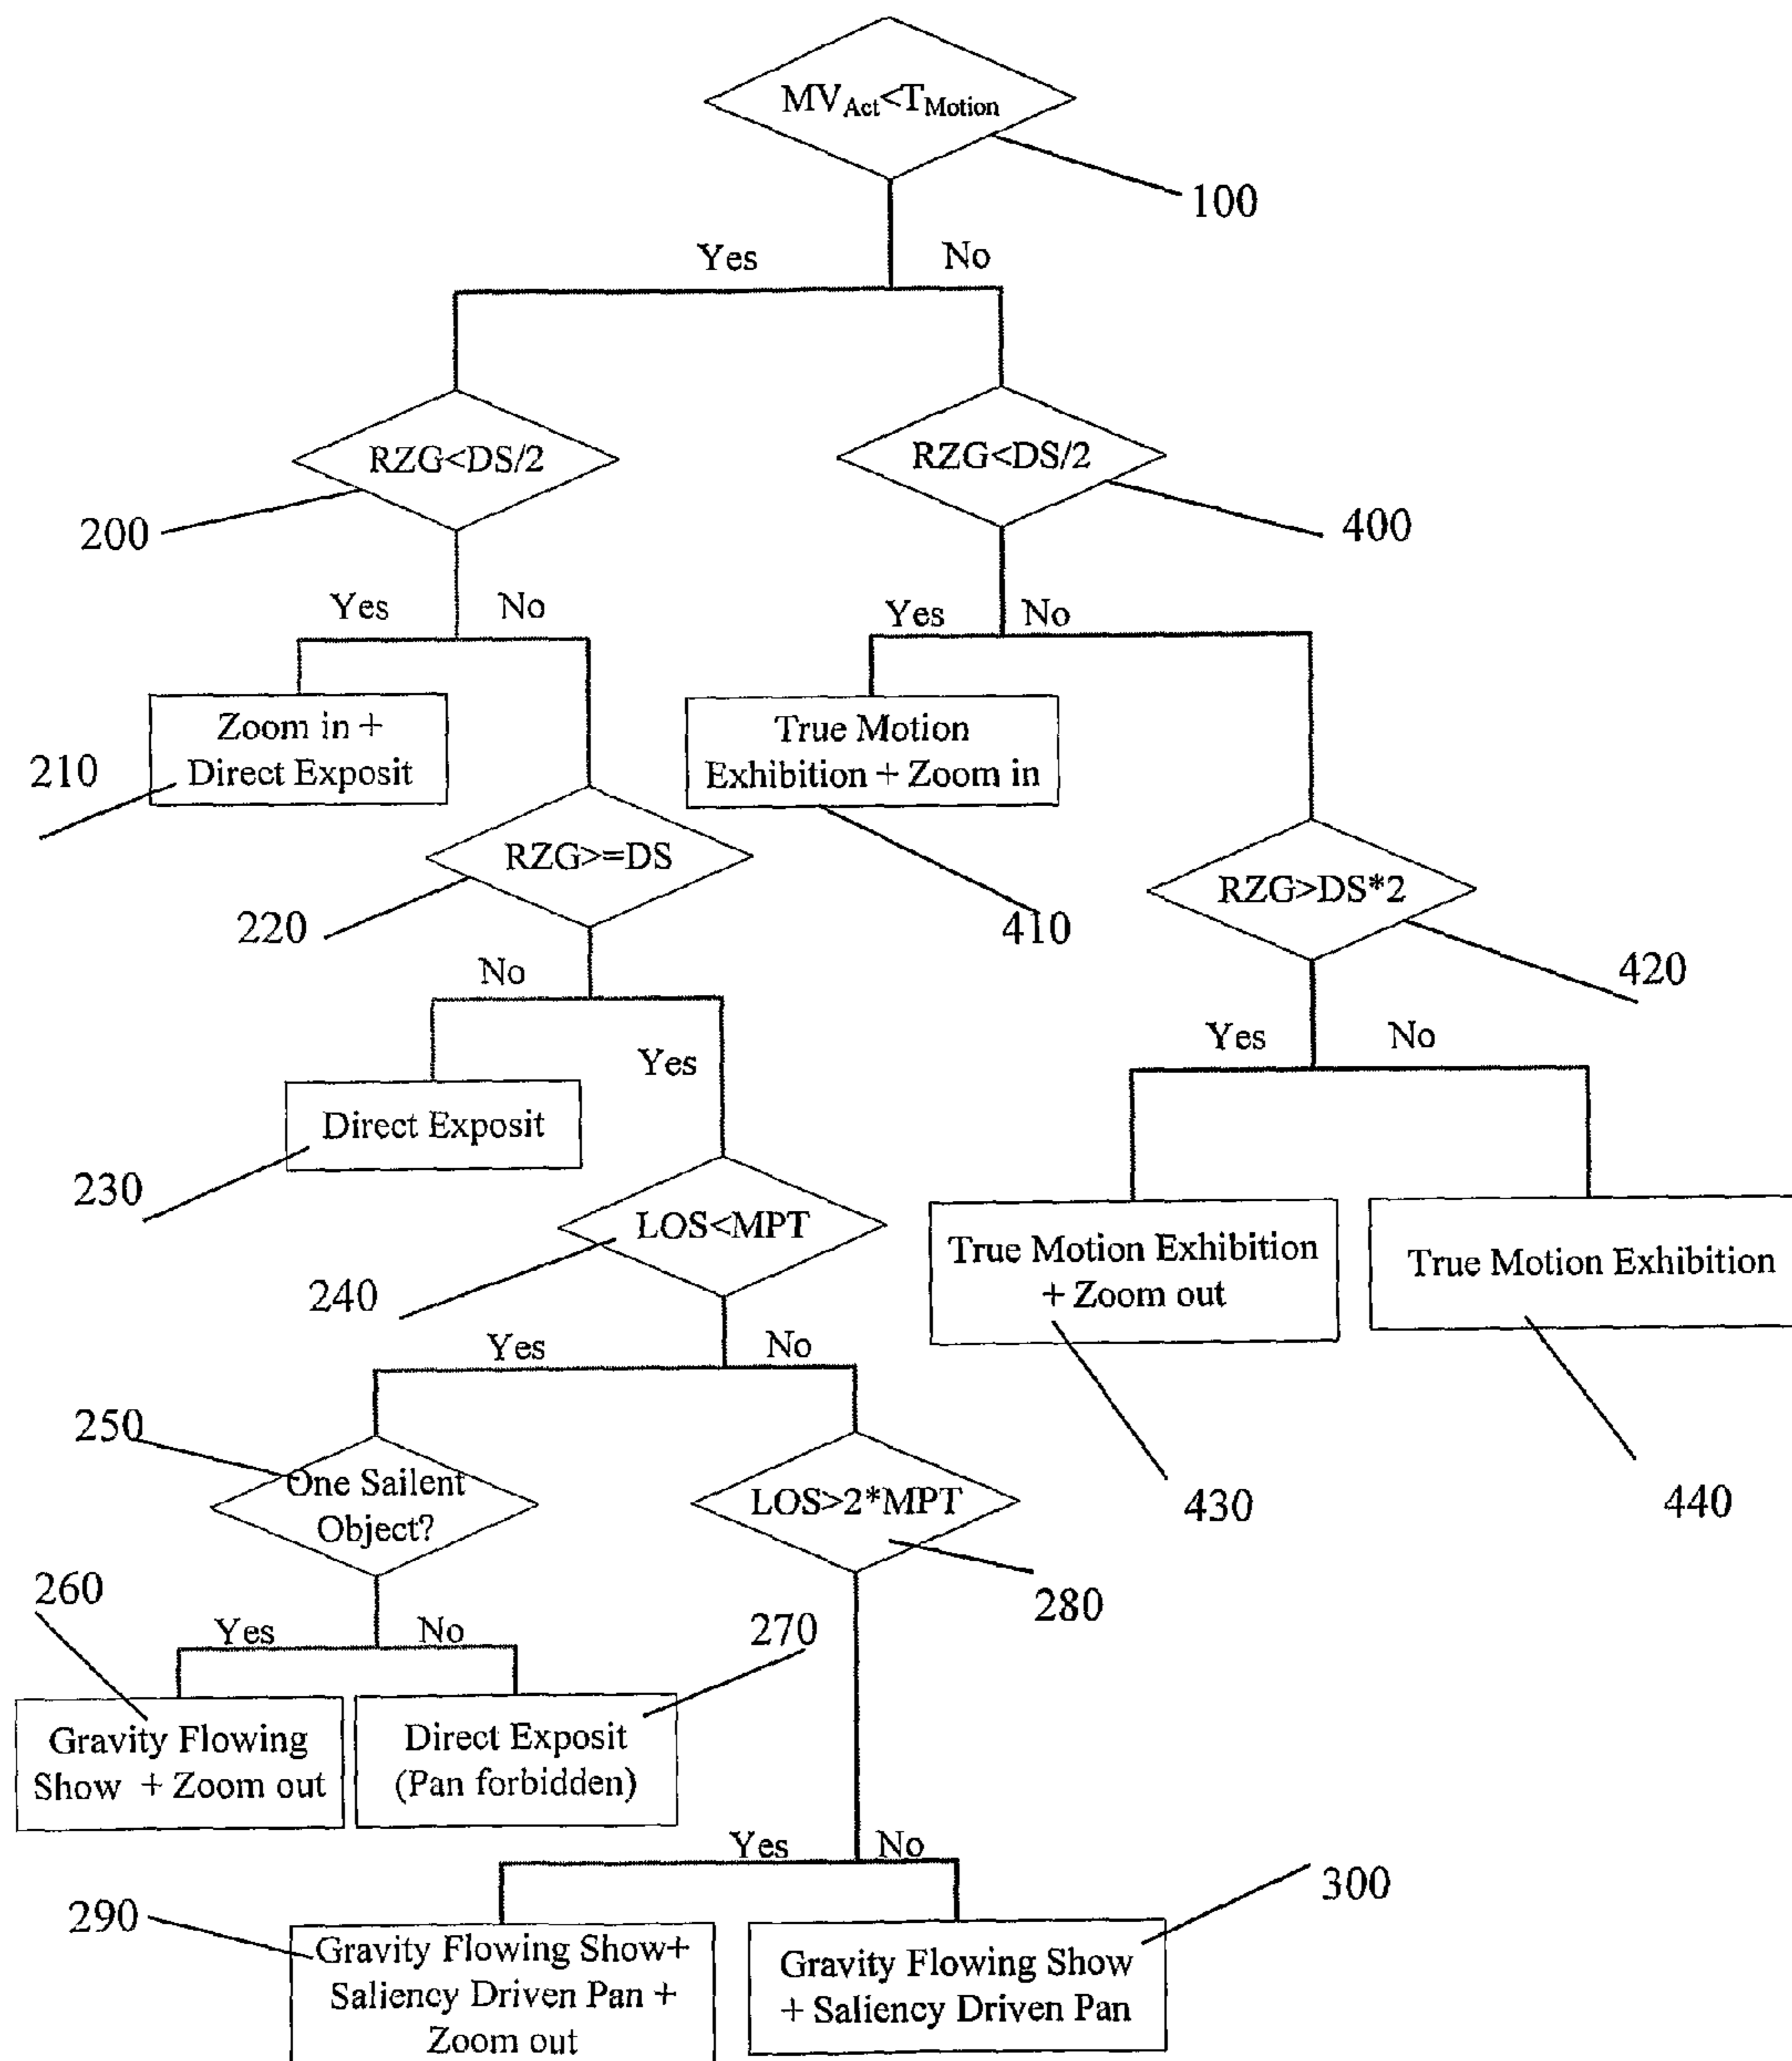 MVAct<TMotion
100
Yes
No
RZG<DS/2
RZG<DS/2
200
400
Yes
No
Yes
No
Zoom in +
Direct Exposit
True Motion
Exhibition + Zoom in
210
RZG>=DS
RZG>DS*2
220
410
420
No
Yes
Yes
No
Direct Exposit
230
LOS<MPT
True Motion Exhibition
+ Zoom out
True Motion Exhibition
240
Yes
No
250
One Sailent
Object?
LOS>2*MPT
430
440
260
280
270
Yes
No
Gravity Flowing
Show + Zoom out
Direct Exposit
(Pan forbidden)
Yes
No
300
290
Gravity Flowing Show+
Saliency Driven Pan +
Zoom out
Gravity Flowing Show
+ Saliency Driven Pan